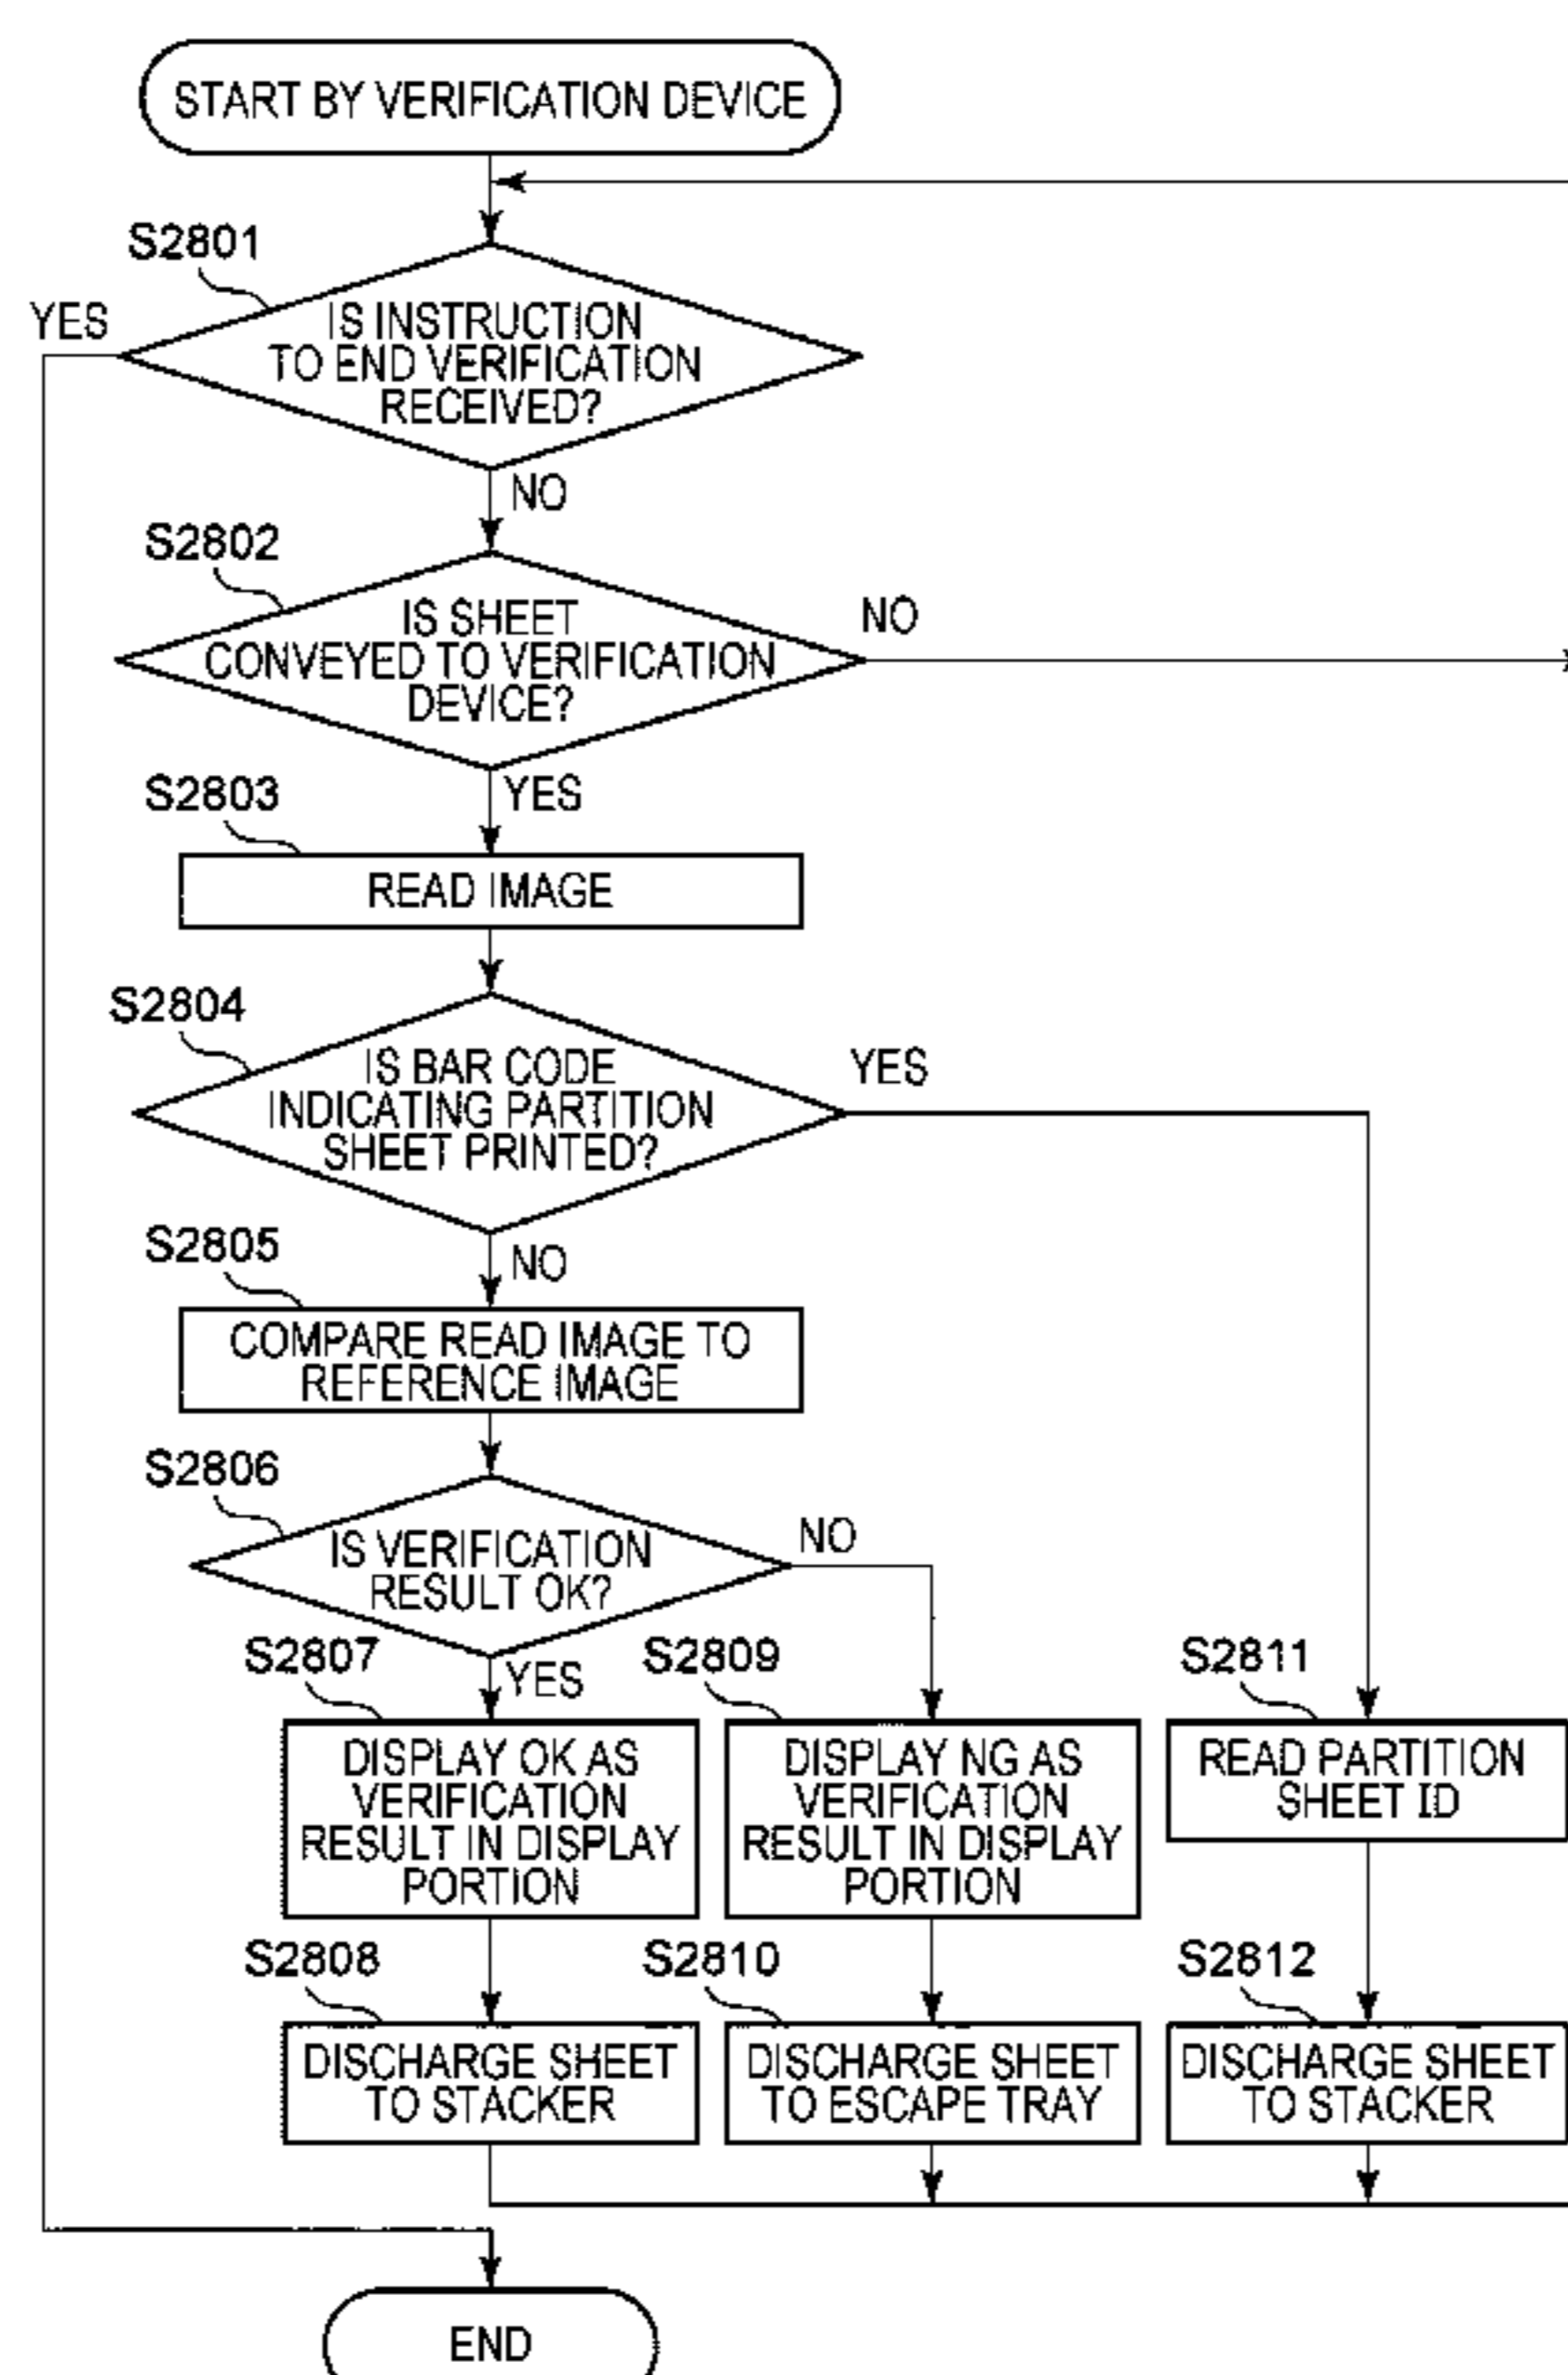 START BY VERIFICATION DEVICE
S2801
YES
IS INSTRUCTION
TO END VERIFICATION
RECEIVED?
NO
S2802
IS SHEET
CONVEYED TO VERIFICATION
DEVICE?
NO
YES
S2803
READ IMAGE
S2804
IS BAR CODE
INDICATING PARTITION
SHEET PRINTED?
YES
NO
S2805
COMPARE READ IMAGE TO
REFERENCE IMAGE
S2806
IS VERIFICATION
RESULT OK?
NO
YES
S2807
DISPLAY OK AS
VERIFICATION
RESULT IN DISPLAY
PORTION
S2809
DISPLAY NG AS
VERIFICATION
RESULT IN DISPLAY
PORTION
S2811
READ PARTITION
SHEET ID
S2808
DISCHARGE SHEET
TO STACKER
S2810
DISCHARGE SHEET
TO ESCAPE TRAY
S2812
DISCHARGE SHEET
TO STACKER
END